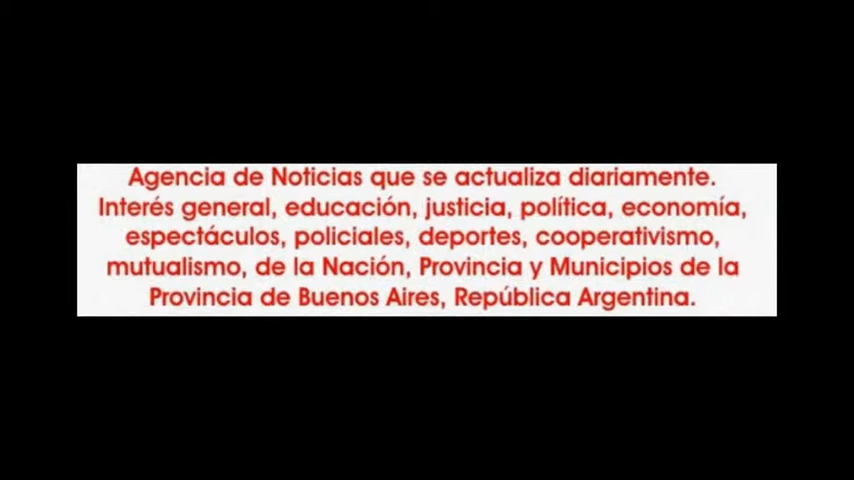 Agencia de Noticias que se actualiza diariamente.
Interés general, educación, justicia, política, economía,
espectáculos, policiales, deportes, cooperativismo,
mutualismo, de la Nación, Provincia y Municipios de la
Provincia de Buenos Aires, República Argentina.